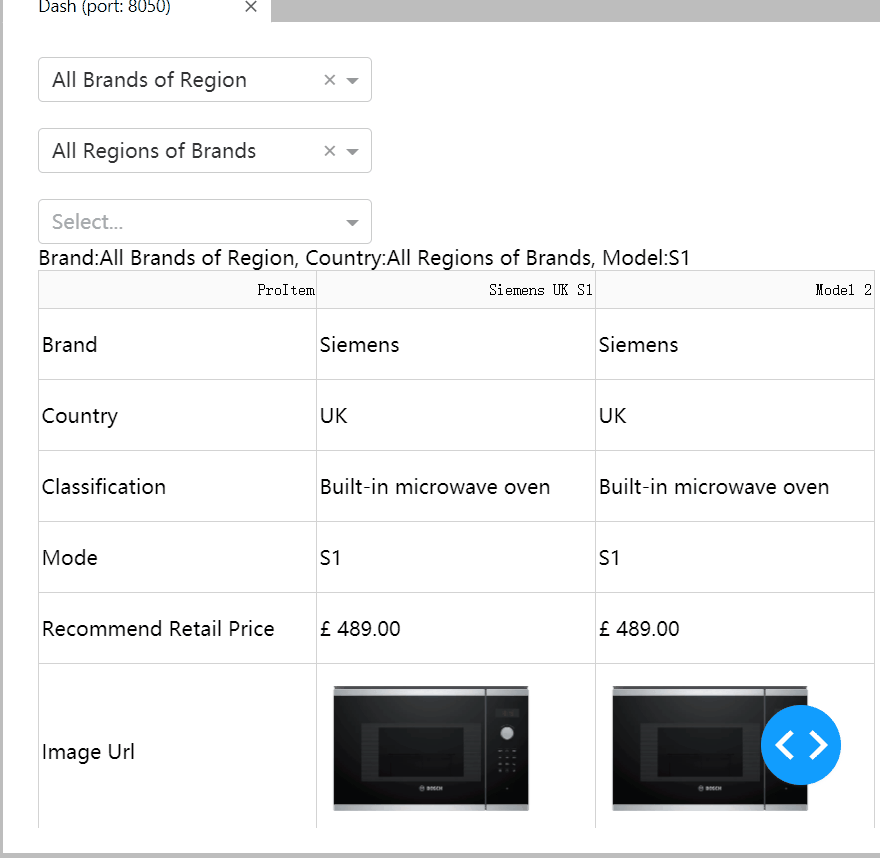 Dash (port: 8050)
All Brands of Region
All Regions of Brands
Select...
Brand:All Brands of Region, Country:All Regions of Brands, Model:S1
ProItem Siemens UK S1 Model 2
Brand Siemens Siemens
Country UK UK
Classification Built-in microwave oven Built-in microwave oven
Mode S1 S1
Recommend Retail Price £ 489.00 £ 489.00
Image Url
BOSCH BOSCH